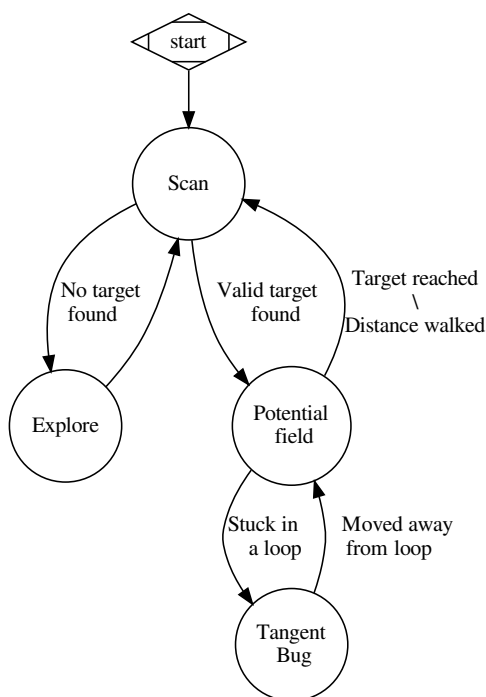 start
Scan
No target
found
Valid target
found
Target reached
\
Distance walked
Explore
Potential
field
Stuck in
a loop
Moved away
from loop
Tangent
Bug